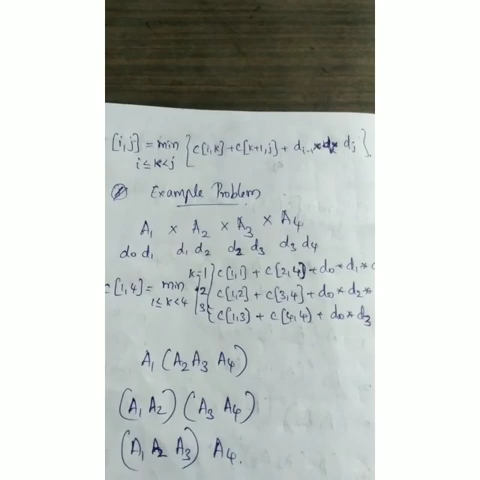 [i,j] = min { c[i,k] + c[k+1,j] + di-1 * dk * dj }
i≤k<j
Example Problem
A1 × A2 × A3 × A4
d0 d1 d1 d2 d2 d3 d3 d4
k=1 c[1,1] + c[2,4] + d0 * d1 *
c[1,4] = min 2 c[1,2] + c[3,4] + d0 * d2 *
1≤k<4 3 c[1,3] + c[4,4] + d0 * d3
A1 (A2 A3 A4)
(A1 A2) (A3 A4)
(A1 A2 A3) A4.